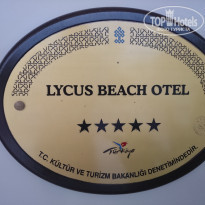 TOP Hotels
LYCUS BEACH OTEL
★★★★★
Türkiye
T.C. KÜLTÜR VE TURİZM BAKANLIĞI DENETİMİNDEDİR.